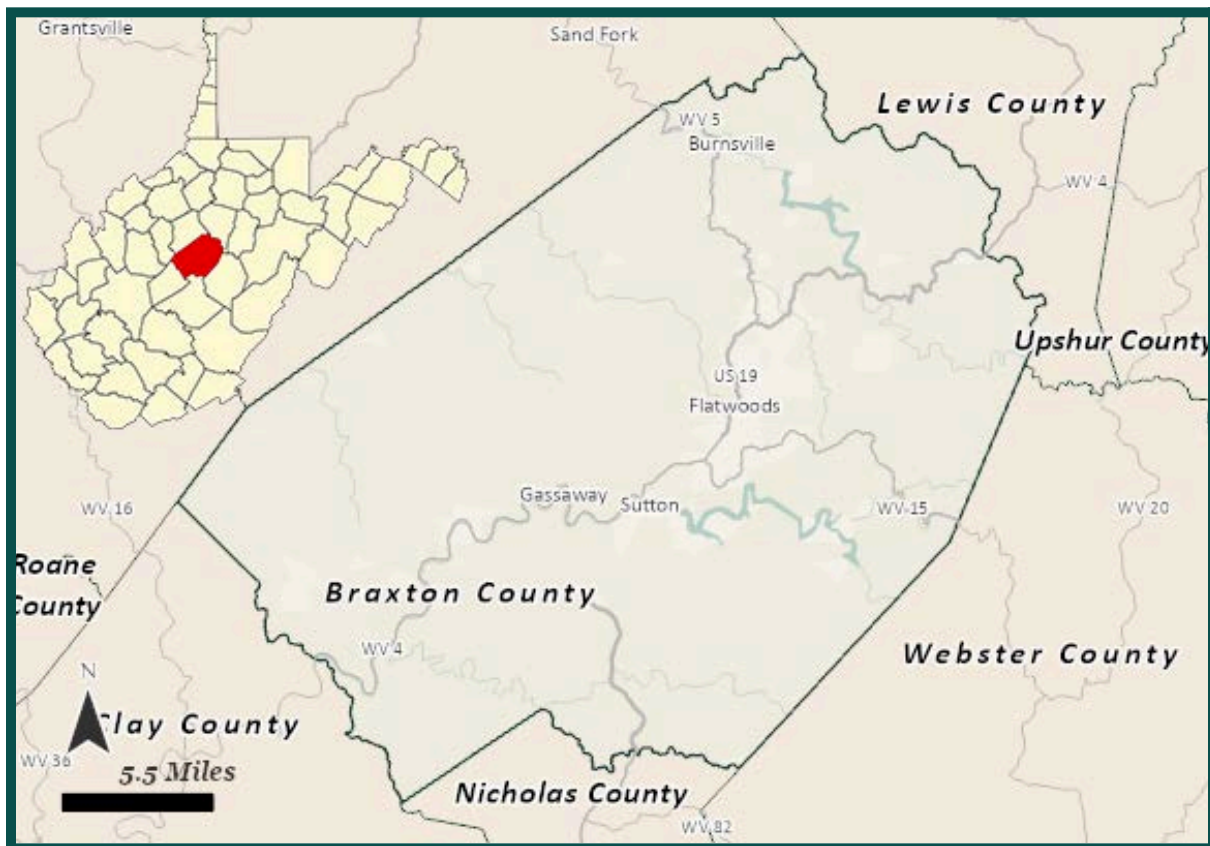 Grantsville
Sand Fork
Lewis County
WV 5
Burnsville
WV 4
Upshur County
US 19
Flatwoods
Gassaway
Sutton
WV 16
WV 15
WV 20
Roane
County
Braxton County
WV 4
Webster County
N
Clay County
WV 36
5.5 Miles
Nicholas County
WV 82